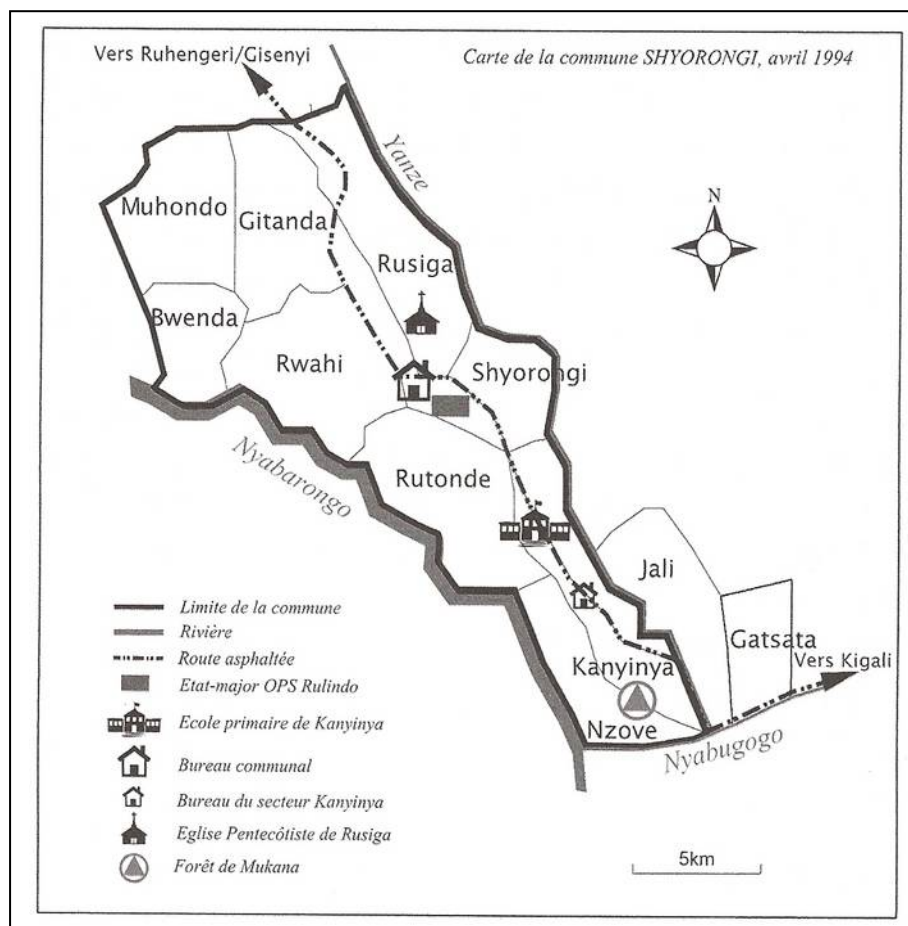 Vers Ruhengeri/Gisenyi
Carte de la commune SHYORONGI, avril 1994
Yanze
N
Muhondo
Gitanda
Rusiga
Bwenda
Rwahi
Shyorongi
Nyabarongo
Rutonde
Jali
Gatsata
Vers Kigali
Kanyinya
Nzove
Nyabugogo
Limite de la commune
Rivière
Route asphaltée
Etat-major OPS Rulindo
Ecole primaire de Kanyinya
Bureau communal
Bureau du secteur Kanyinya
Eglise Pentecôtiste de Rusiga
Forêt de Mukana
5km